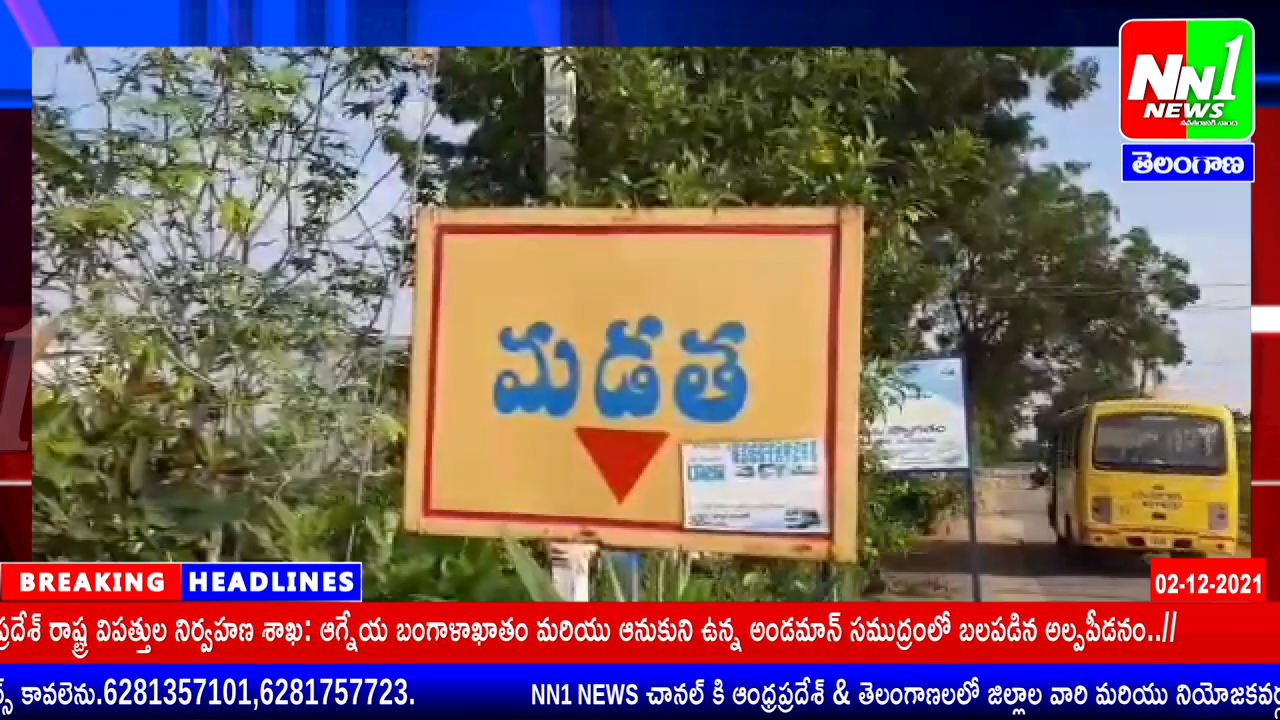 NN1
NEWS
తెలంగాణ
మడత
BREAKING HEADLINES
02-12-2021
ప్రదేశ్ రాష్ట్ర విపత్తుల నిర్వహణ శాఖ: ఆగ్నేయ బంగాళాఖాతం మరియు ఆనుకుని ఉన్న అండమాన్ సముద్రంలో బలపడిన అల్పపీడనం..//
కావలెను.6281357101,6281757723. NN1 NEWS చానల్ కి ఆంధ్రప్రదేశ్ & తెలంగాణలలో జిల్లాల వారి మరియు